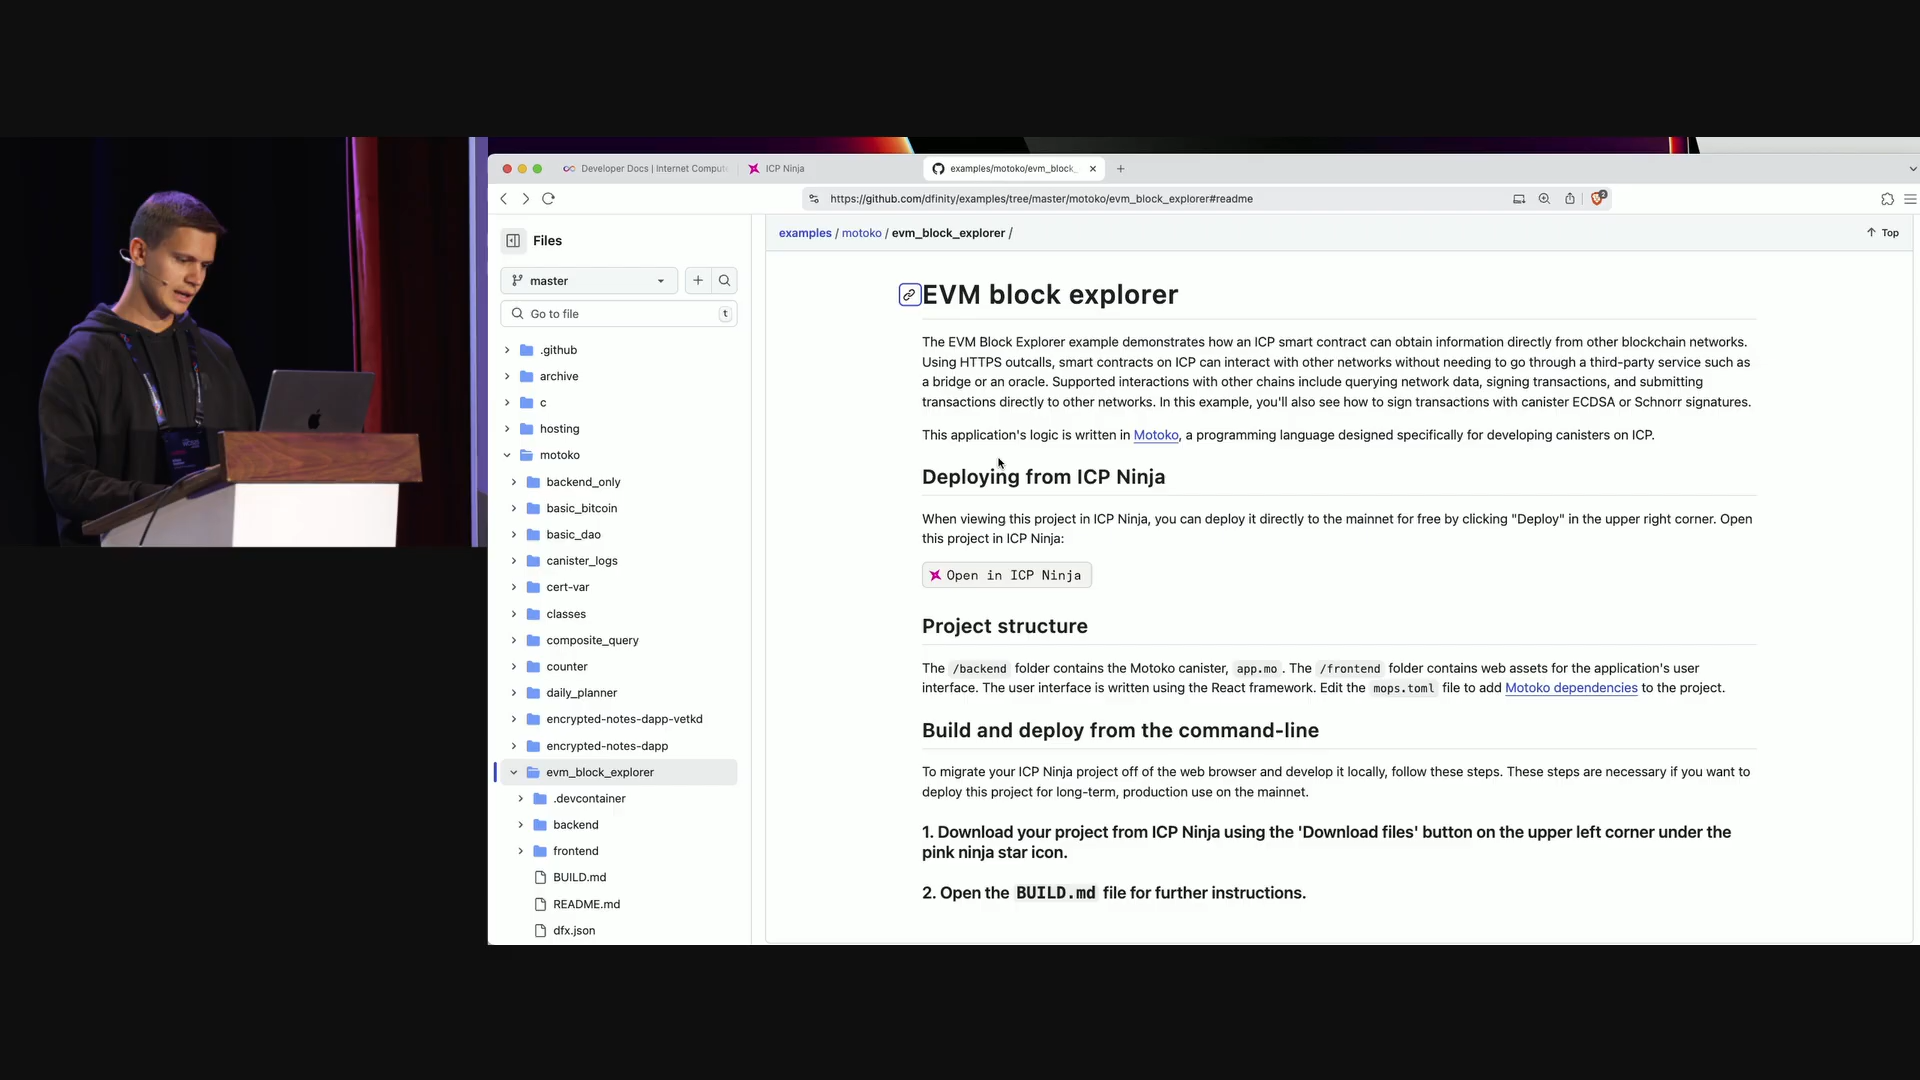 Developer Docs | Internet Comput
ICP Ninja
examples/motoko/evm_block_
https://github.com/dfinity/examples/tree/master/motoko/evm_block_explorer#readme
2
Files
examples / motoko / evm_block_explorer /
Top
master
Go to file
t
.github
archive
c
hosting
motoko
backend_only
basic_bitcoin
basic_dao
canister_logs
cert-var
classes
composite_query
counter
daily_planner
encrypted-notes-dapp-vetkd
encrypted-notes-dapp
evm_block_explorer
.devcontainer
backend
frontend
BUILD.md
README.md
dfx.json
EVM block explorer
The EVM Block Explorer example demonstrates how an ICP smart contract can obtain information directly from other blockchain networks.
Using HTTPS outcalls, smart contracts on ICP can interact with other networks without needing to go through a third-party service such as
a bridge or an oracle. Supported interactions with other chains include querying network data, signing transactions, and submitting
transactions directly to other networks. In this example, you'll also see how to sign transactions with canister ECDSA or Schnorr signatures.
This application's logic is written in Motoko, a programming language designed specifically for developing canisters on ICP.
Deploying from ICP Ninja
When viewing this project in ICP Ninja, you can deploy it directly to the mainnet for free by clicking "Deploy" in the upper right corner. Open
this project in ICP Ninja:
Open in ICP Ninja
Project structure
The /backend folder contains the Motoko canister, app.mo. The /frontend folder contains web assets for the application's user
interface. The user interface is written using the React framework. Edit the mops.toml file to add Motoko dependencies to the project.
Build and deploy from the command-line
To migrate your ICP Ninja project off of the web browser and develop it locally, follow these steps. These steps are necessary if you want to
deploy this project for long-term, production use on the mainnet.
1. Download your project from ICP Ninja using the 'Download files' button on the upper left corner under the
pink ninja star icon.
2. Open the BUILD.md file for further instructions.